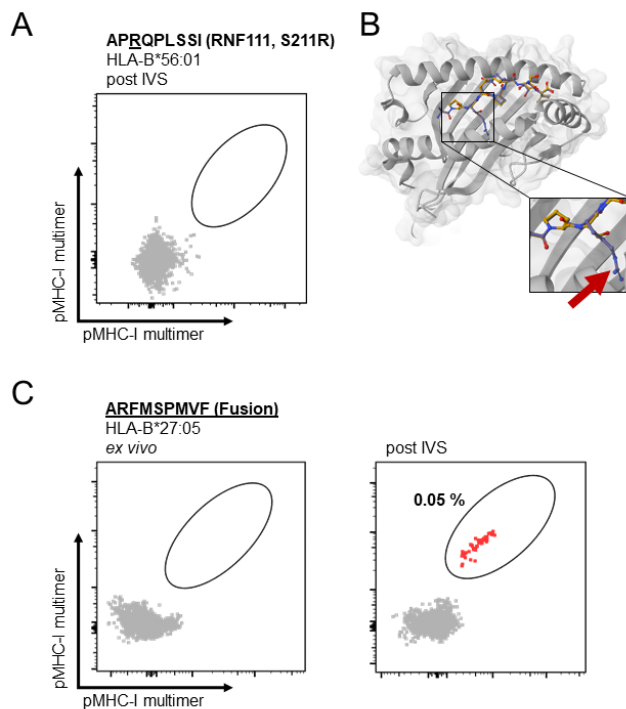 A
APRQPLSSI (RNF111, S211R)
HLA-B*56:01
post IVS
pMHC-I multimer
pMHC-I multimer
B
C
ARFMSPMVF (Fusion)
HLA-B*27:05
ex vivo
pMHC-I multimer
pMHC-I multimer
post IVS
0.05 %